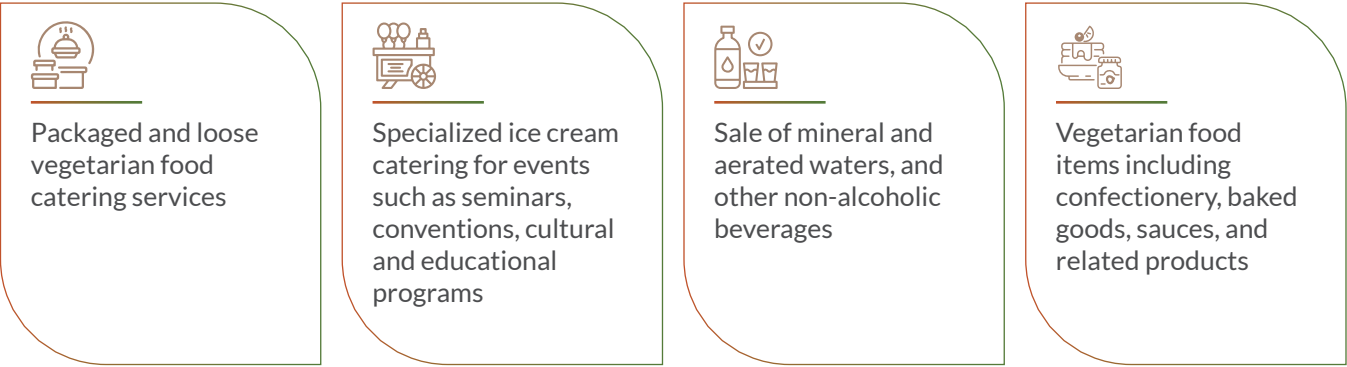 Packaged and loose
vegetarian food
catering services
Specialized ice cream
catering for events
such as seminars,
conventions, cultural
and educational
programs
Sale of mineral and
aerated waters, and
other non-alcoholic
beverages
Vegetarian food
items including
confectionery, baked
goods, sauces, and
related products